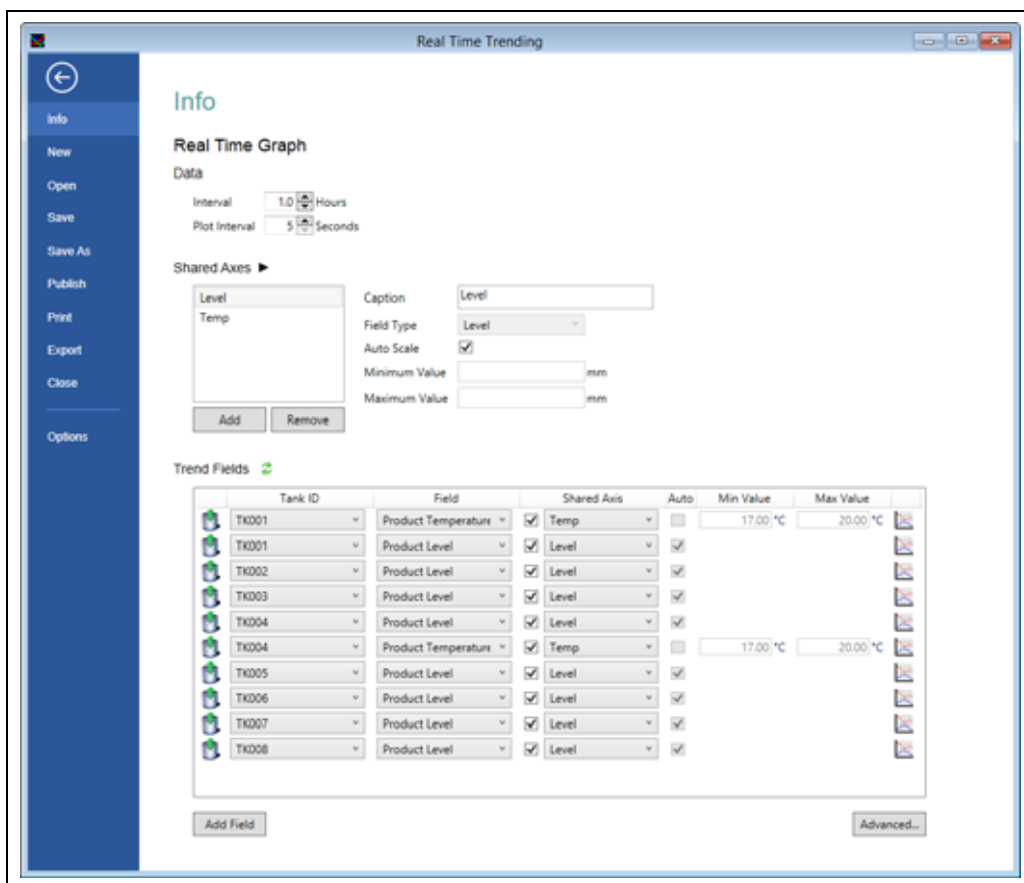 Real Time Trending
Info
New
Open
Save
Save As
Publish
Print
Export
Close
Options
Info
Real Time Graph
Data
Interval 1.0 Hours
Plot Interval 5 Seconds
Shared Axes
Level
Temp
Add Remove
Caption Level
Field Type Level
Auto Scale
Minimum Value mm
Maximum Value mm
Trend Fields
Tank ID Field Shared Axis Auto Min Value Max Value
TK001 Product Temperature Temp 17.00 °C 20.00 °C
TK001 Product Level Level
TK002 Product Level Level
TK003 Product Level Level
TK004 Product Level Level
TK004 Product Temperature Temp 17.00 °C 20.00 °C
TK005 Product Level Level
TK006 Product Level Level
TK007 Product Level Level
TK008 Product Level Level
Add Field Advanced...